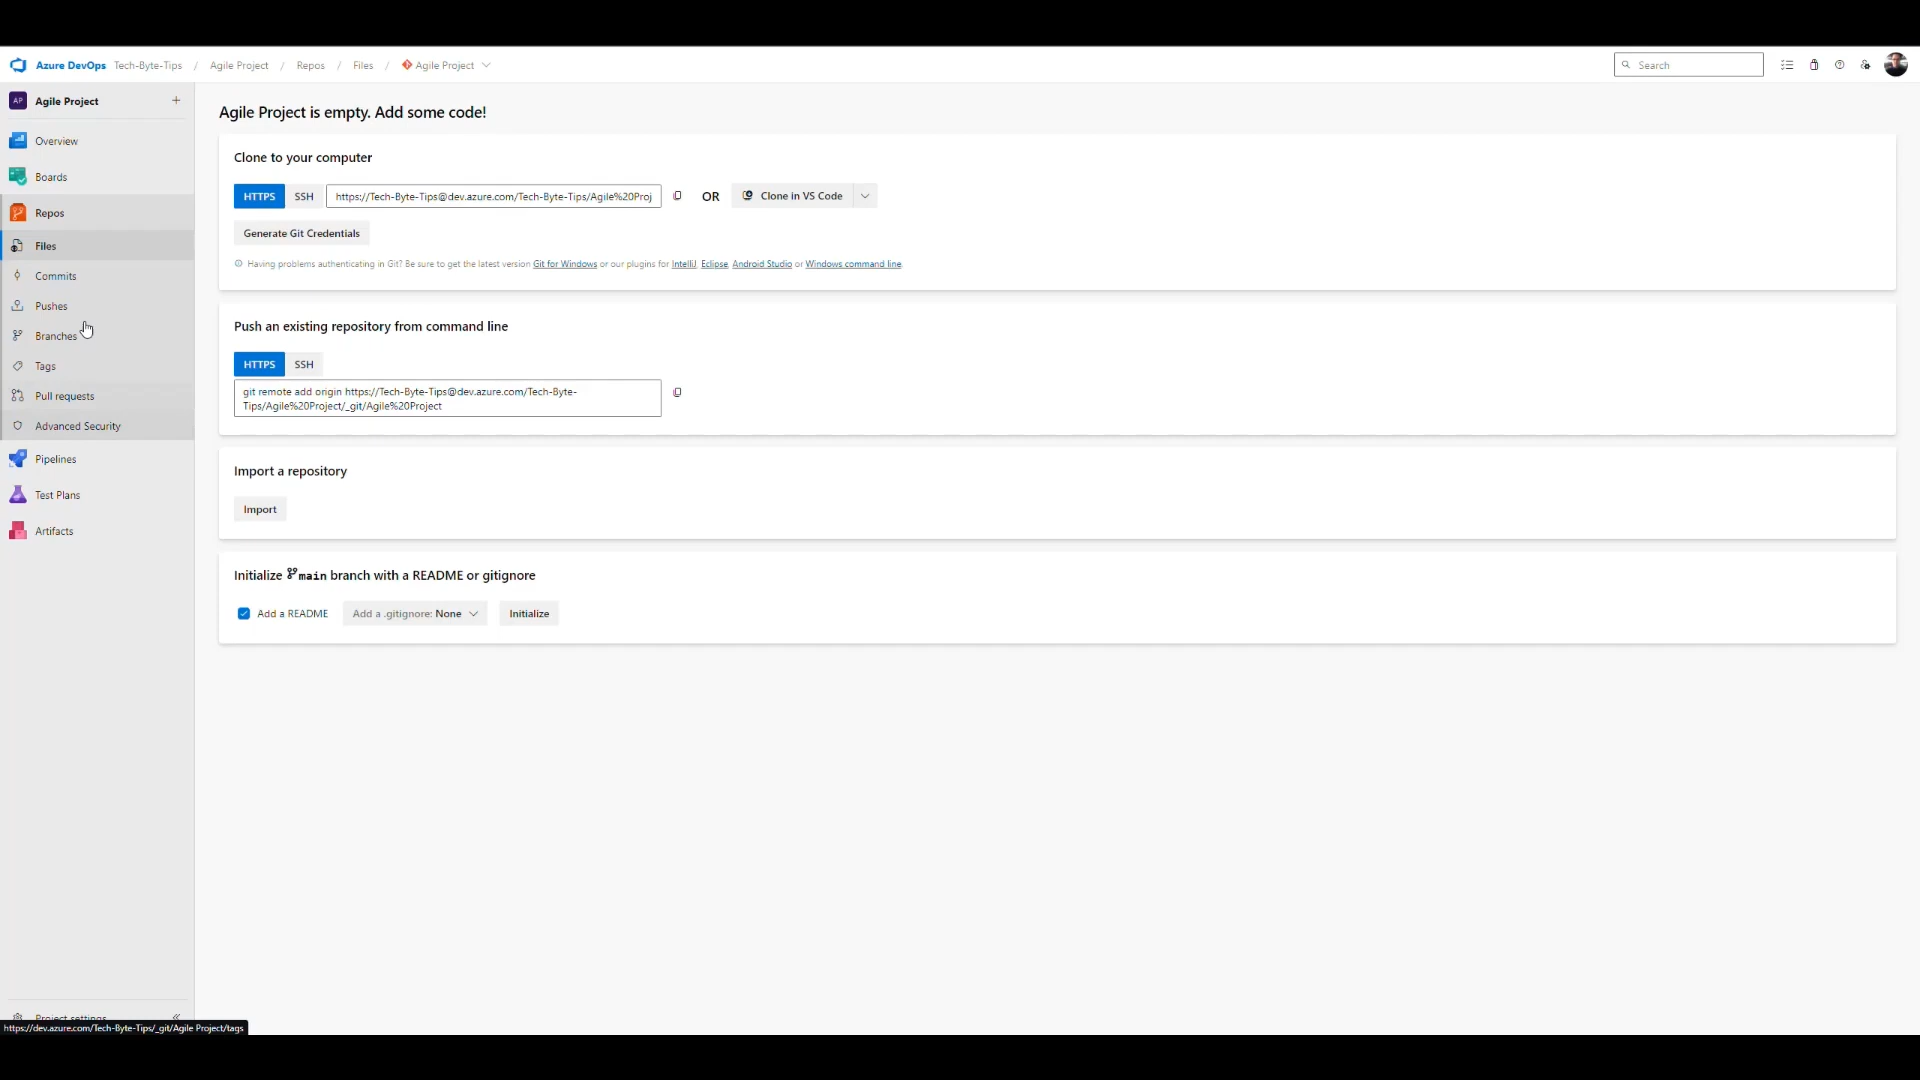 Azure DevOps Tech-Byte-Tips / Agile Project / Repos / Files / Agile Project
Search
AP Agile Project +
Overview
Boards
Repos
Files
Commits
Pushes
Branches
Tags
Pull requests
Advanced Security
Pipelines
Test Plans
Artifacts
Project settings
https://dev.azure.com/Tech-Byte-Tips/_git/Agile Project/tags
Agile Project is empty. Add some code!
Clone to your computer
HTTPS SSH https://Tech-Byte-Tips@dev.azure.com/Tech-Byte-Tips/Agile%20Proj OR Clone in VS Code
Generate Git Credentials
Having problems authenticating in Git? Be sure to get the latest version Git for Windows or our plugins for IntelliJ, Eclipse, Android Studio or Windows command line.
Push an existing repository from command line
HTTPS SSH
git remote add origin https://Tech-Byte-Tips@dev.azure.com/Tech-Byte-
Tips/Agile%20Project/_git/Agile%20Project
Import a repository
Import
Initialize main branch with a README or gitignore
Add a README Add a .gitignore: None Initialize